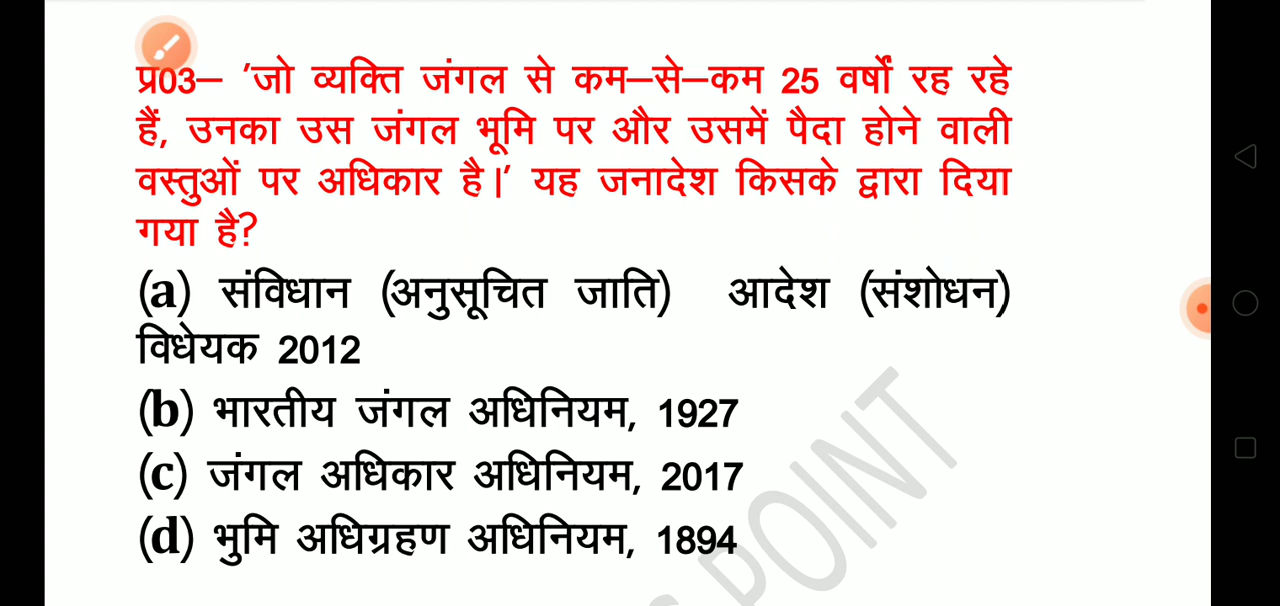 प्र03– 'जो व्यक्ति जंगल से कम–से–कम 25 वर्षों रह रहे
हैं, उनका उस जंगल भूमि पर और उसमें पैदा होने वाली
वस्तुओं पर अधिकार है।' यह जनादेश किसके द्वारा दिया
गया है?
(a) संविधान (अनुसूचित जाति) आदेश (संशोधन)
विधेयक 2012
(b) भारतीय जंगल अधिनियम, 1927
(c) जंगल अधिकार अधिनियम, 2017
(d) भुमि अधिग्रहण अधिनियम, 1894
POINT